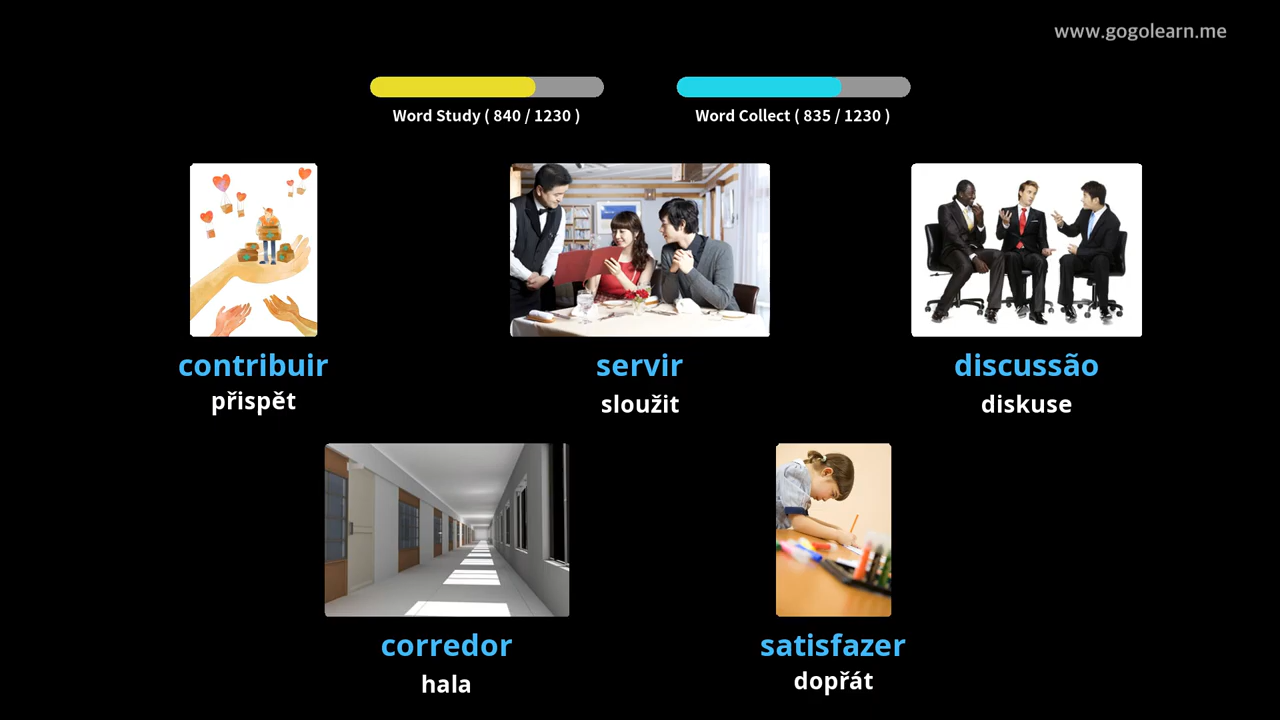 www.gogolearn.me
Word Study ( 840 / 1230 )
Word Collect ( 835 / 1230 )
contribuir
přispět
servir
sloužit
discussão
diskuse
corredor
hala
satisfazer
dopřát